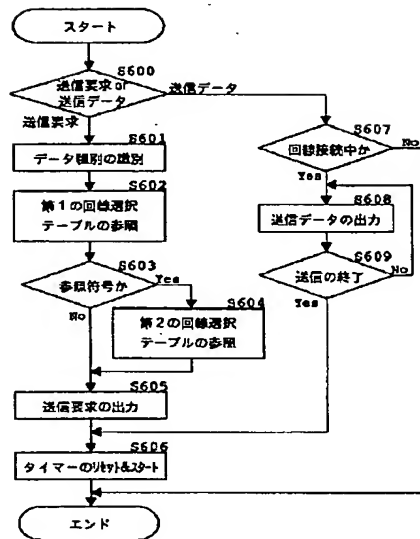 スタート
S600
送信要求 or
送信データ
送信データ
送信要求
S601
データ種別の識別
S602
第1の回線選択
テーブルの参照
S603
参照符号か
Yes
No
S604
第2の回線選択
テーブルの参照
S605
送信要求の出力
S606
タイマーのリセット&スタート
エンド
S607
回線接続中か
No
Yes
S608
送信データの出力
S609
送信の終了
No
Yes